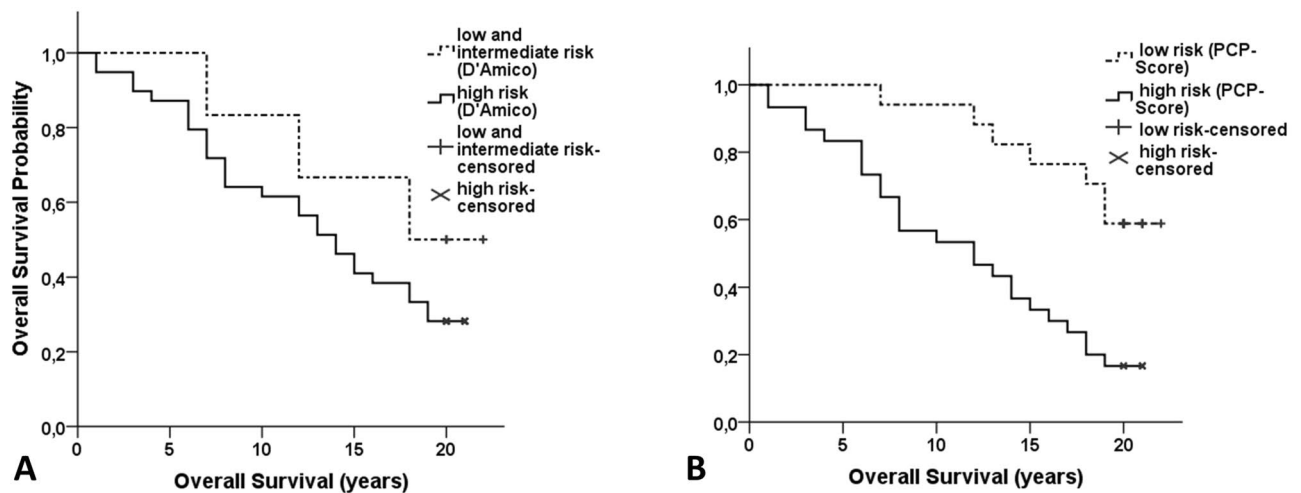 low and
intermediate risk
(D'Amico)
high risk
(D'Amico)
low and
intermediate risk-
censored
high risk-
censored
Overall Survival Probability
1,0
0,8
0,6
0,4
0,2
0,0
0
5
10
15
20
Overall Survival (years)
A
low risk (PCP-
Score)
high risk (PCP-
Score)
low risk-censored
high risk-
censored
1,0
0,8
0,6
0,4
0,2
0,0
0
5
10
15
20
Overall Survival (years)
B